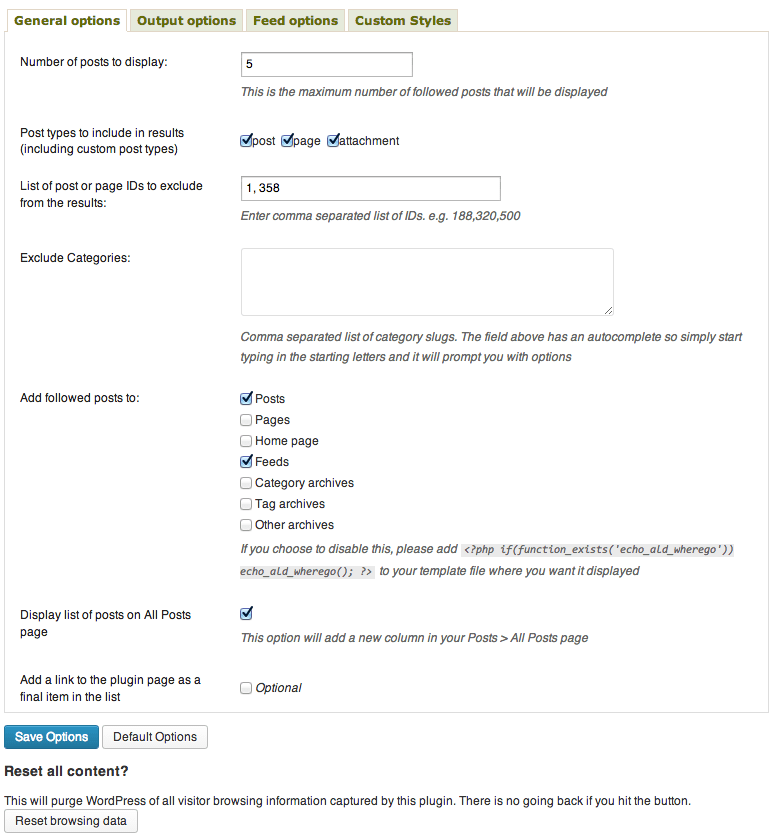 General options Output options Feed options Custom Styles
Number of posts to display:
5
This is the maximum number of followed posts that will be displayed
Post types to include in results
(including custom post types)
post page attachment
List of post or page IDs to exclude
from the results:
1, 358
Enter comma separated list of IDs. e.g. 188,320,500
Exclude Categories:
Comma separated list of category slugs. The field above has an autocomplete so simply start
typing in the starting letters and it will prompt you with options
Add followed posts to:
Posts
Pages
Home page
Feeds
Category archives
Tag archives
Other archives
If you choose to disable this, please add <?php if(function_exists('echo_ald_wherego'))
echo_ald_wherego(); ?> to your template file where you want it displayed
Display list of posts on All Posts
page
This option will add a new column in your Posts > All Posts page
Add a link to the plugin page as a
final item in the list
Optional
Save Options Default Options
Reset all content?
This will purge WordPress of all visitor browsing information captured by this plugin. There is no going back if you hit the button.
Reset browsing data